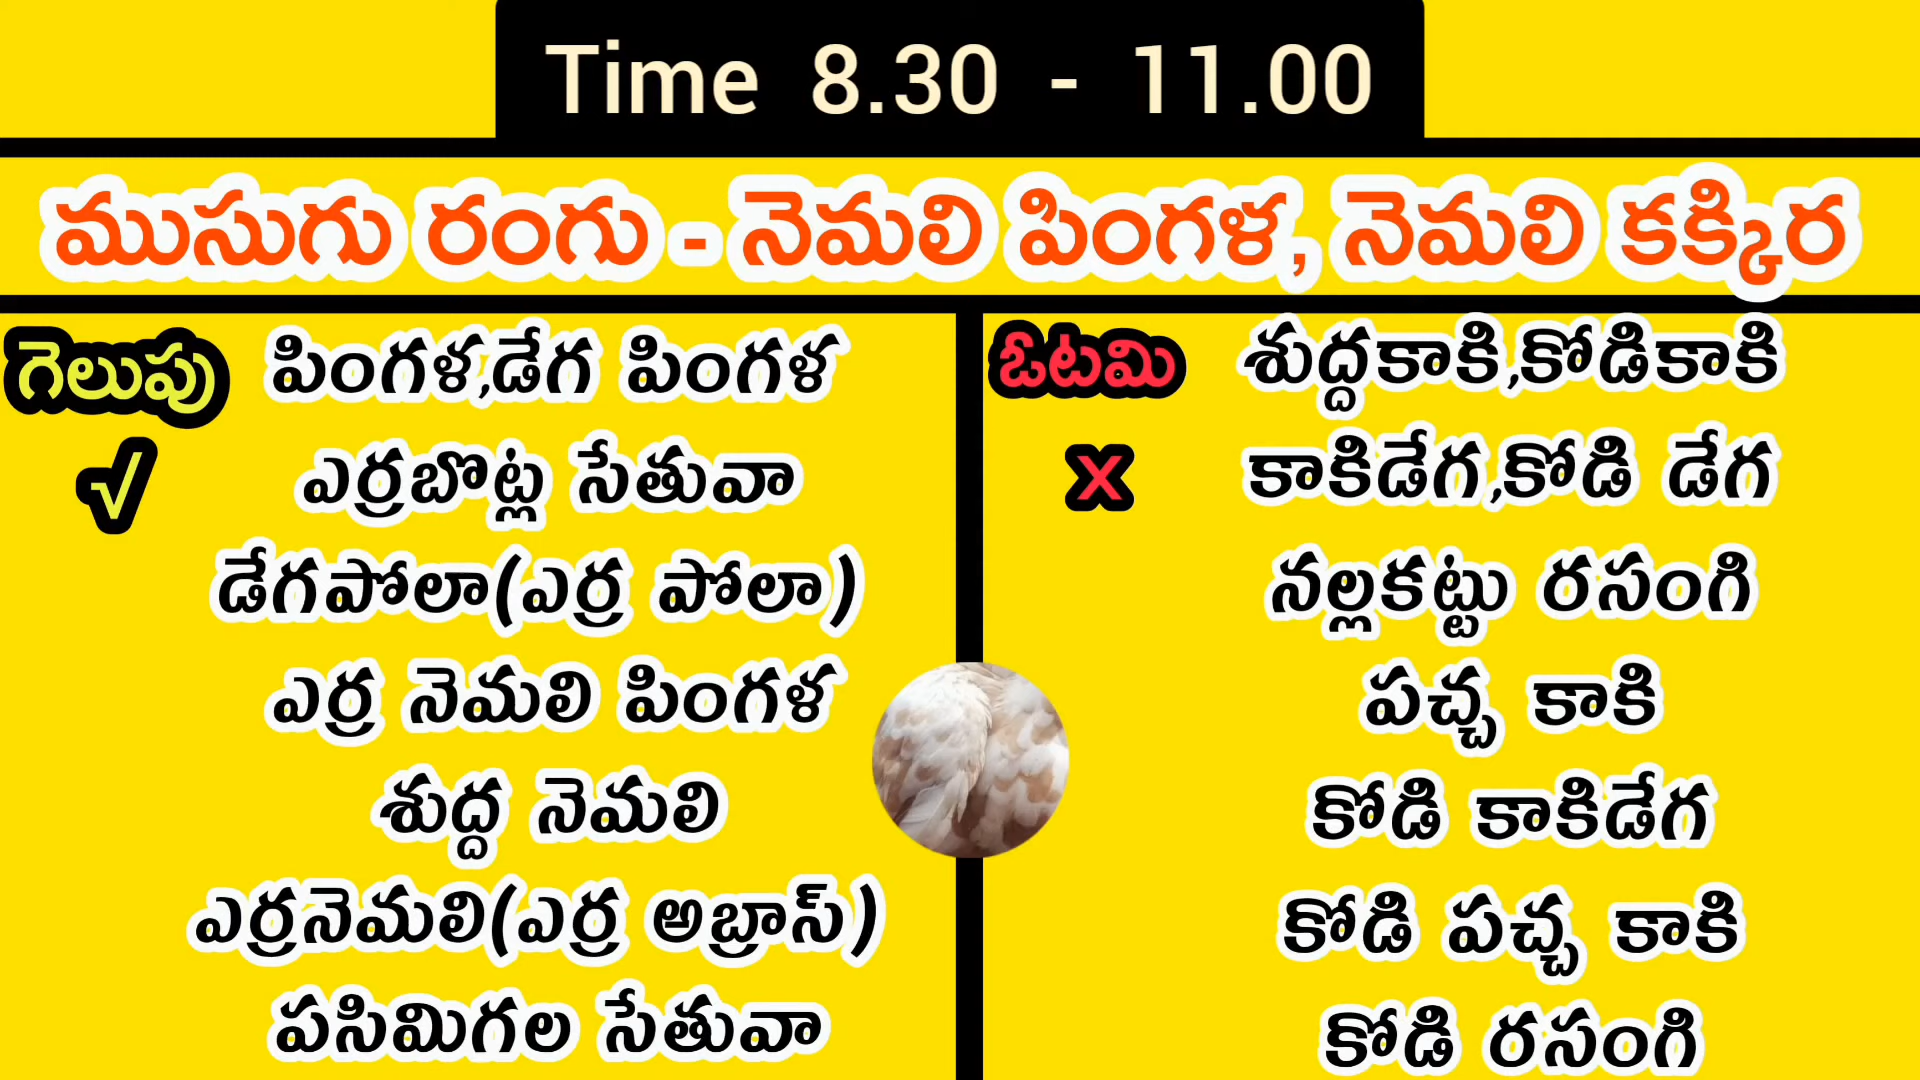 Time 8.30 - 11.00
ముసుగు రంగు - నెమలి పింగళ, నెమలి కక్కిర
గెలుపు
√
పింగళ,డేగ పింగళ
ఎర్రబొట్ల సేతువా
డేగపోలా(ఎర్ర పోలా)
ఎర్ర నెమలి పింగళ
శుద్ధ నెమలి
ఎర్రనెమలి(ఎర్ర అబ్రాస్)
పసిమిగల సేతువా
ఓటమి
x
శుద్ధకాకి,కోడికాకి
కాకిడేగ,కోడి డేగ
నల్లకట్టు రసంగి
పచ్చ కాకి
కోడి కాకిడేగ
కోడి పచ్చ కాకి
కోడి రసంగి